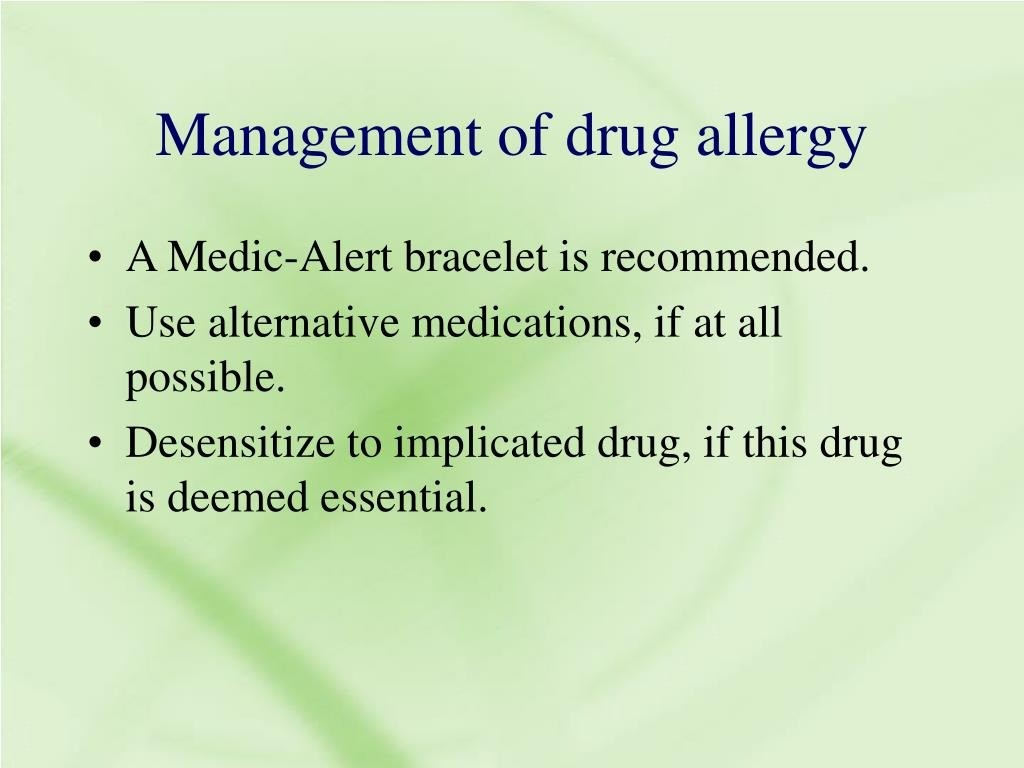 Management of drug allergy
• A Medic-Alert bracelet is recommended.
• Use alternative medications, if at all
possible.
• Desensitize to implicated drug, if this drug
is deemed essential.